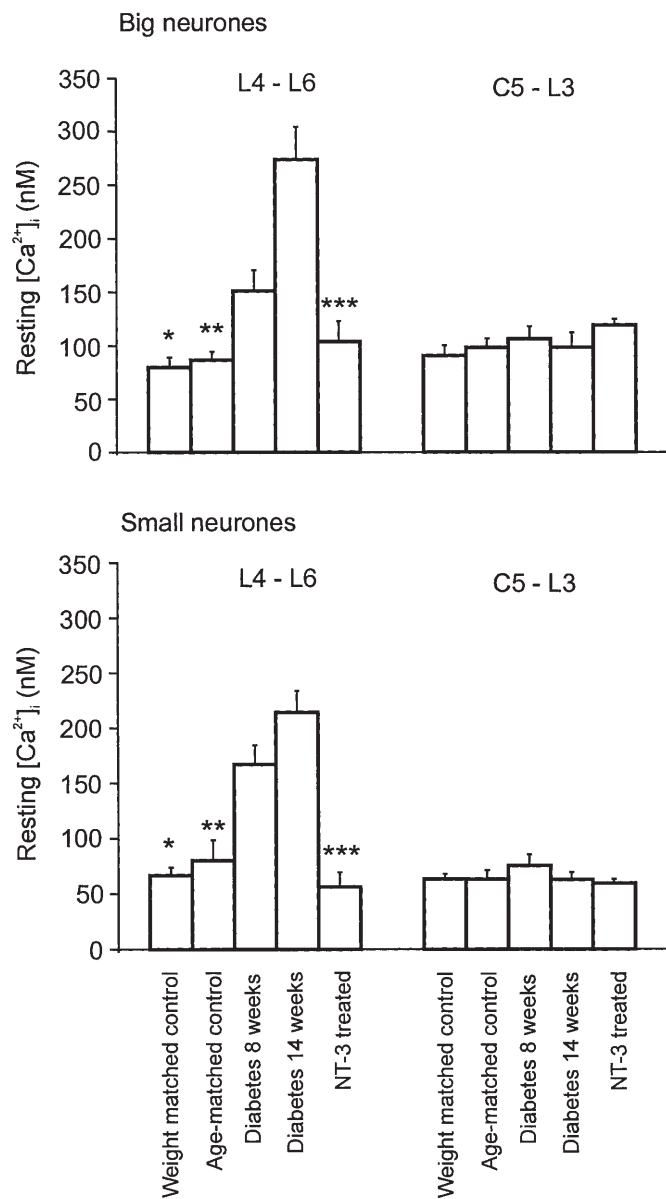 Big neurones
L4 - L6
C5 - L3
350
300
250
200
150
100
50
0
Resting [Ca²⁺]ᵢ (nM)
*
**
***
Small neurones
L4 - L6
C5 - L3
350
300
250
200
150
100
50
0
Resting [Ca²⁺]ᵢ (nM)
*
**
***
Weight matched control
Age-matched control
Diabetes 8 weeks
Diabetes 14 weeks
NT-3 treated
Weight matched control
Age-matched control
Diabetes 8 weeks
Diabetes 14 weeks
NT-3 treated